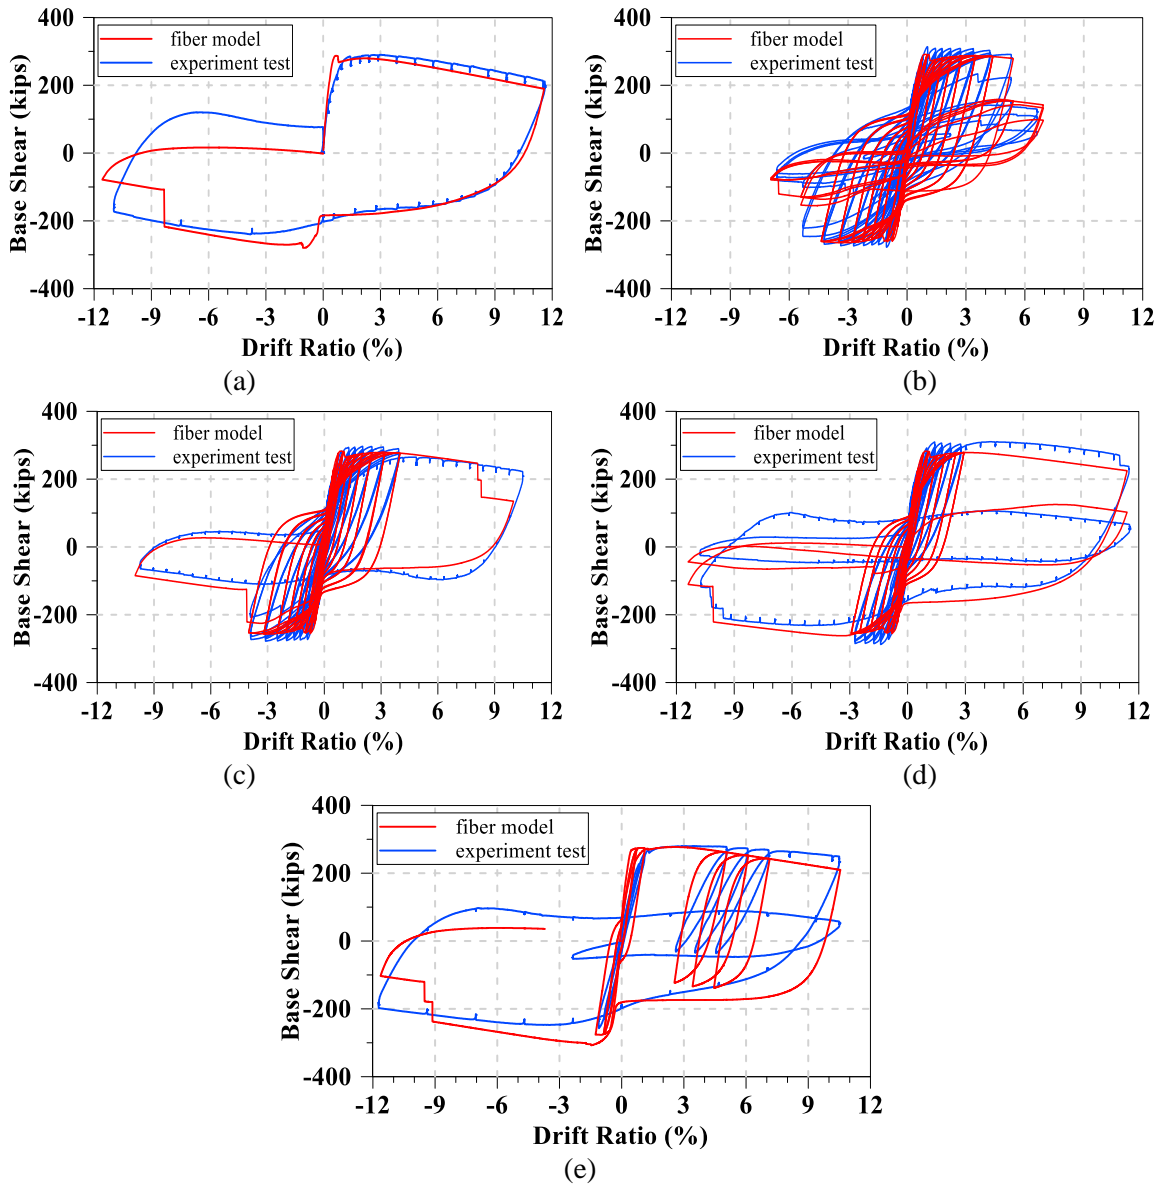 400
200
0
-200
-400
Base Shear (kips)
fiber model
experiment test
-12 -9 -6 -3 0 3 6 9 12
Drift Ratio (%)
(a)
400
200
0
-200
-400
Base Shear (kips)
fiber model
experiment test
-12 -9 -6 -3 0 3 6 9 12
Drift Ratio (%)
(b)
400
200
0
-200
-400
Base Shear (kips)
fiber model
experiment test
-12 -9 -6 -3 0 3 6 9 12
Drift Ratio (%)
(c)
400
200
0
-200
-400
Base Shear (kips)
fiber model
experiment test
-12 -9 -6 -3 0 3 6 9 12
Drift Ratio (%)
(d)
400
200
0
-200
-400
Base Shear (kips)
fiber model
experiment test
-12 -9 -6 -3 0 3 6 9 12
Drift Ratio (%)
(e)